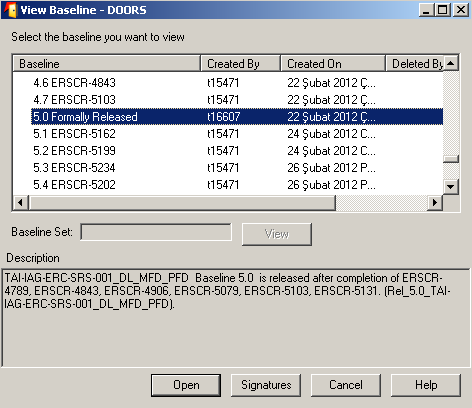 View Baseline - DOORS
Select the baseline you want to view
Baseline Created By Created On Deleted By
4.6 ERSCR-4843 t15471 22 Şubat 2012 Ç...
4.7 ERSCR-5103 t15471 22 Şubat 2012 Ç...
5.0 Formally Released t16607 22 Şubat 2012 Ç...
5.1 ERSCR-5162 t15471 24 Şubat 2012 C...
5.2 ERSCR-5199 t15471 24 Şubat 2012 C...
5.3 ERSCR-5234 t15471 26 Şubat 2012 P...
5.4 ERSCR-5202 t15471 26 Şubat 2012 P...
Baseline Set: View
Description
TAI-IAG-ERC-SRS-001_DL_MFD_PFD Baseline 5.0 is released after completion of ERSCR-
4789, ERSCR-4843, ERSCR-4906, ERSCR-5079, ERSCR-5103, ERSCR-5131. (Rel_5.0_TAI-
IAG-ERC-SRS-001_DL_MFD_PFD).
Open Signatures Cancel Help